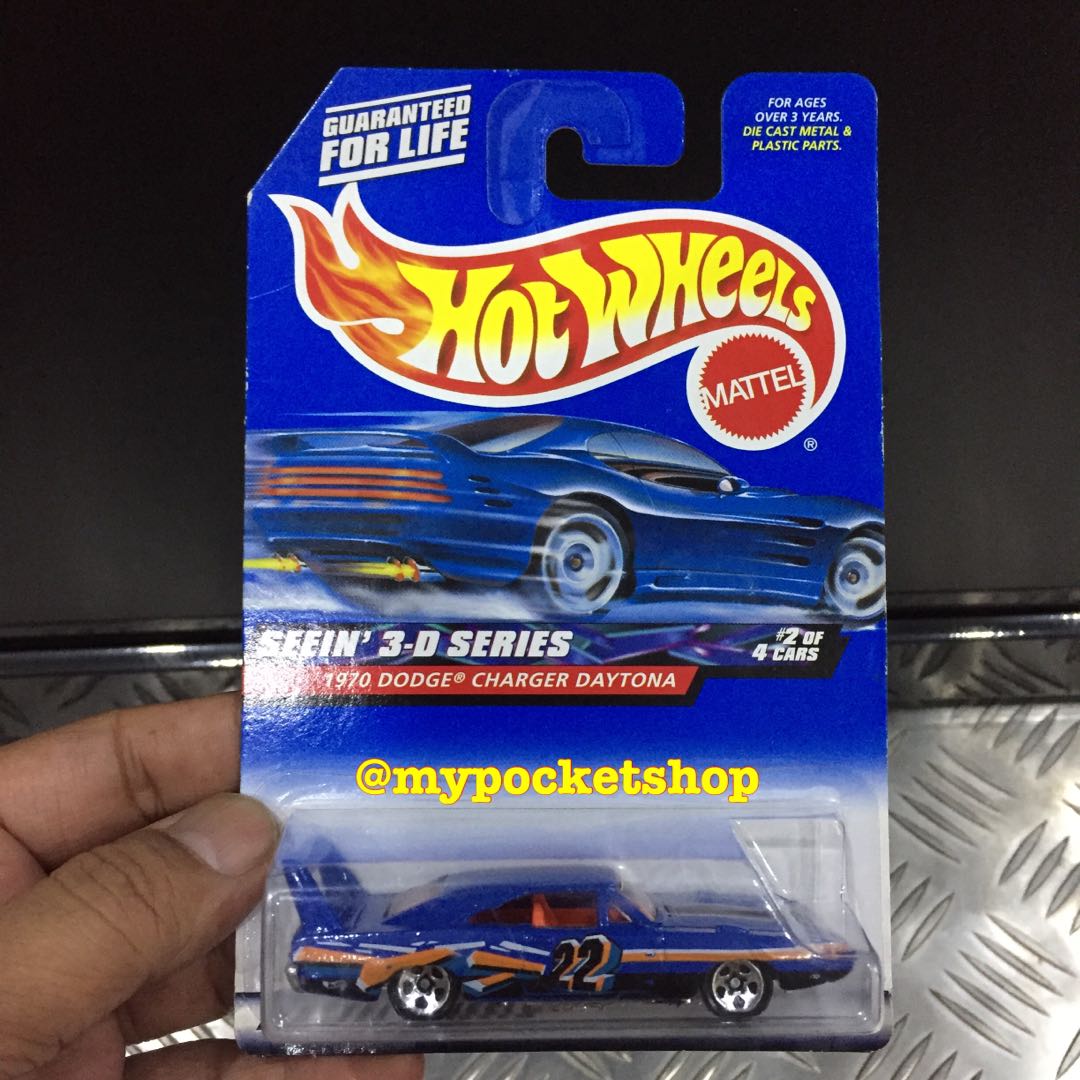 GUARANTEED
FOR LIFE
FOR AGES
OVER 3 YEARS.
DIE CAST METAL &
PLASTIC PARTS.
HOT WHEELS
MATTEL
®
SEEIN' 3-D SERIES
#2 OF
4 CARS
1970 DODGE® CHARGER DAYTONA
@mypocketshop
22